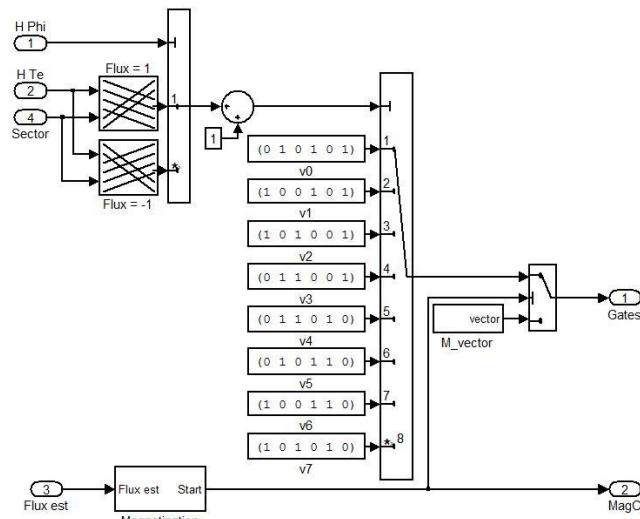 H Phi
1
H Te
2
4
Sector
Flux = 1
Flux = -1
1
*
1
(0 1 0 1 0 1)
v0
(1 0 0 1 0 1)
v1
(1 0 1 0 0 1)
v2
(0 1 1 0 0 1)
v3
(0 1 1 0 1 0)
v4
(0 1 0 1 1 0)
v5
(1 0 0 1 1 0)
v6
(1 0 1 0 1 0)
v7
1
2
3
4
5
6
7
* 8
vector
M_vector
1
Gates
3
Flux est
Flux est Start
2
MagC